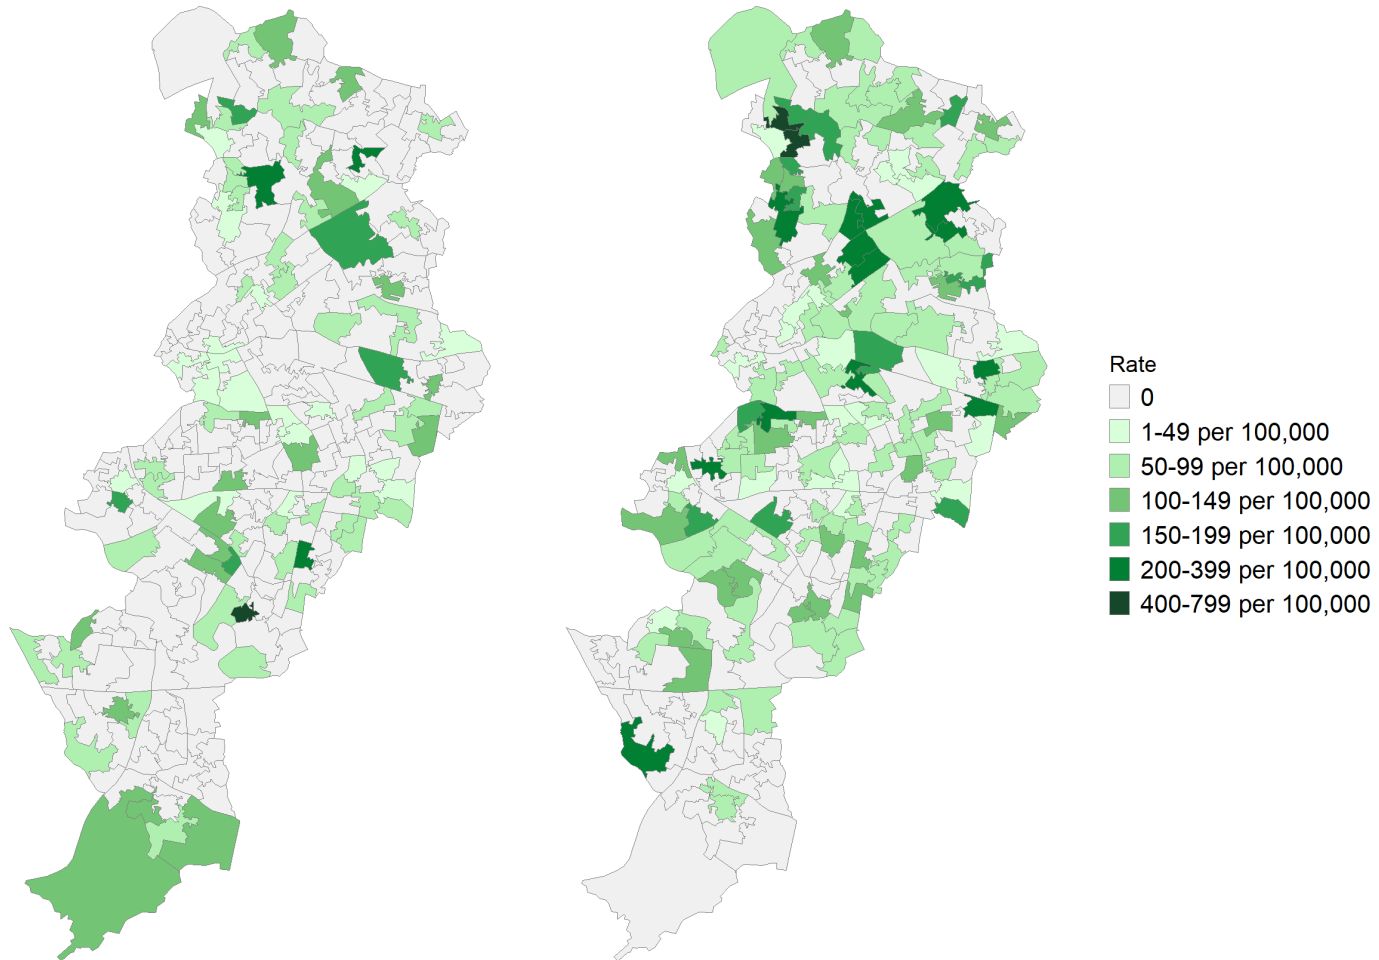 Rate
0
1-49 per 100,000
50-99 per 100,000
100-149 per 100,000
150-199 per 100,000
200-399 per 100,000
400-799 per 100,000